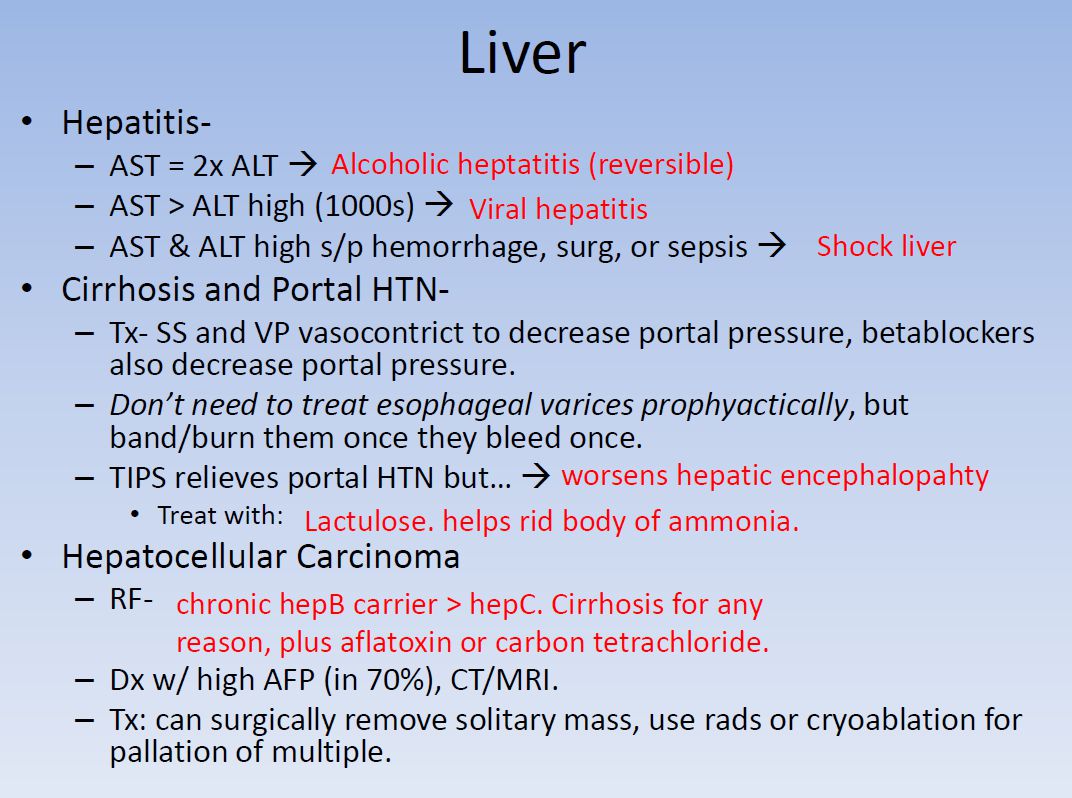 Liver
• Hepatitis-
– AST = 2x ALT → Alcoholic heptatitis (reversible)
– AST > ALT high (1000s) → Viral hepatitis
– AST & ALT high s/p hemorrhage, surg, or sepsis → Shock liver
• Cirrhosis and Portal HTN-
– Tx- SS and VP vasocontrict to decrease portal pressure, betablockers
also decrease portal pressure.
– Don't need to treat esophageal varices prophyactically, but
band/burn them once they bleed once.
– TIPS relieves portal HTN but… → worsens hepatic encephalopahty
• Treat with: Lactulose. helps rid body of ammonia.
• Hepatocellular Carcinoma
– RF- chronic hepB carrier > hepC. Cirrhosis for any
reason, plus aflatoxin or carbon tetrachloride.
– Dx w/ high AFP (in 70%), CT/MRI.
– Tx: can surgically remove solitary mass, use rads or cryoablation for
pallation of multiple.